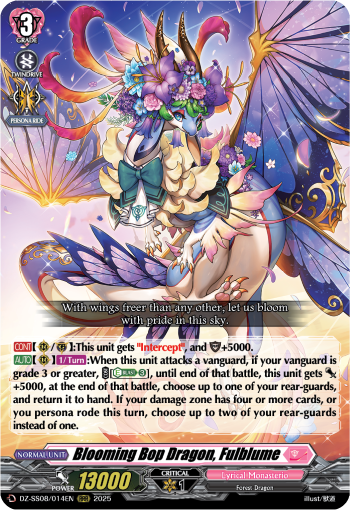 3
GRADE
TWINDRIVE
PERSONA RIDE
With wings freer than any other, let us bloom
with pride in this sky.
CONT【 / 】:This unit gets "Intercept", and +5000.
AUTO【 】1/Turn:When this unit attacks a vanguard, if your vanguard is
grade 3 or greater, [ BLAST 3], until end of that battle, this unit gets
+5000, at the end of that battle, choose up to one of your rear-guards,
and return it to hand. If your damage zone has four or more cards, or
you persona rode this turn, choose up to two of your rear-guards
instead of one.
NORMAL UNIT
Blooming Bop Dragon, Fulblume
POWER 13000
CRITICAL
1
Lyrical Monasterio
Forest Dragon
DZ-SS08/014EN RRR 2025
illust/獣道